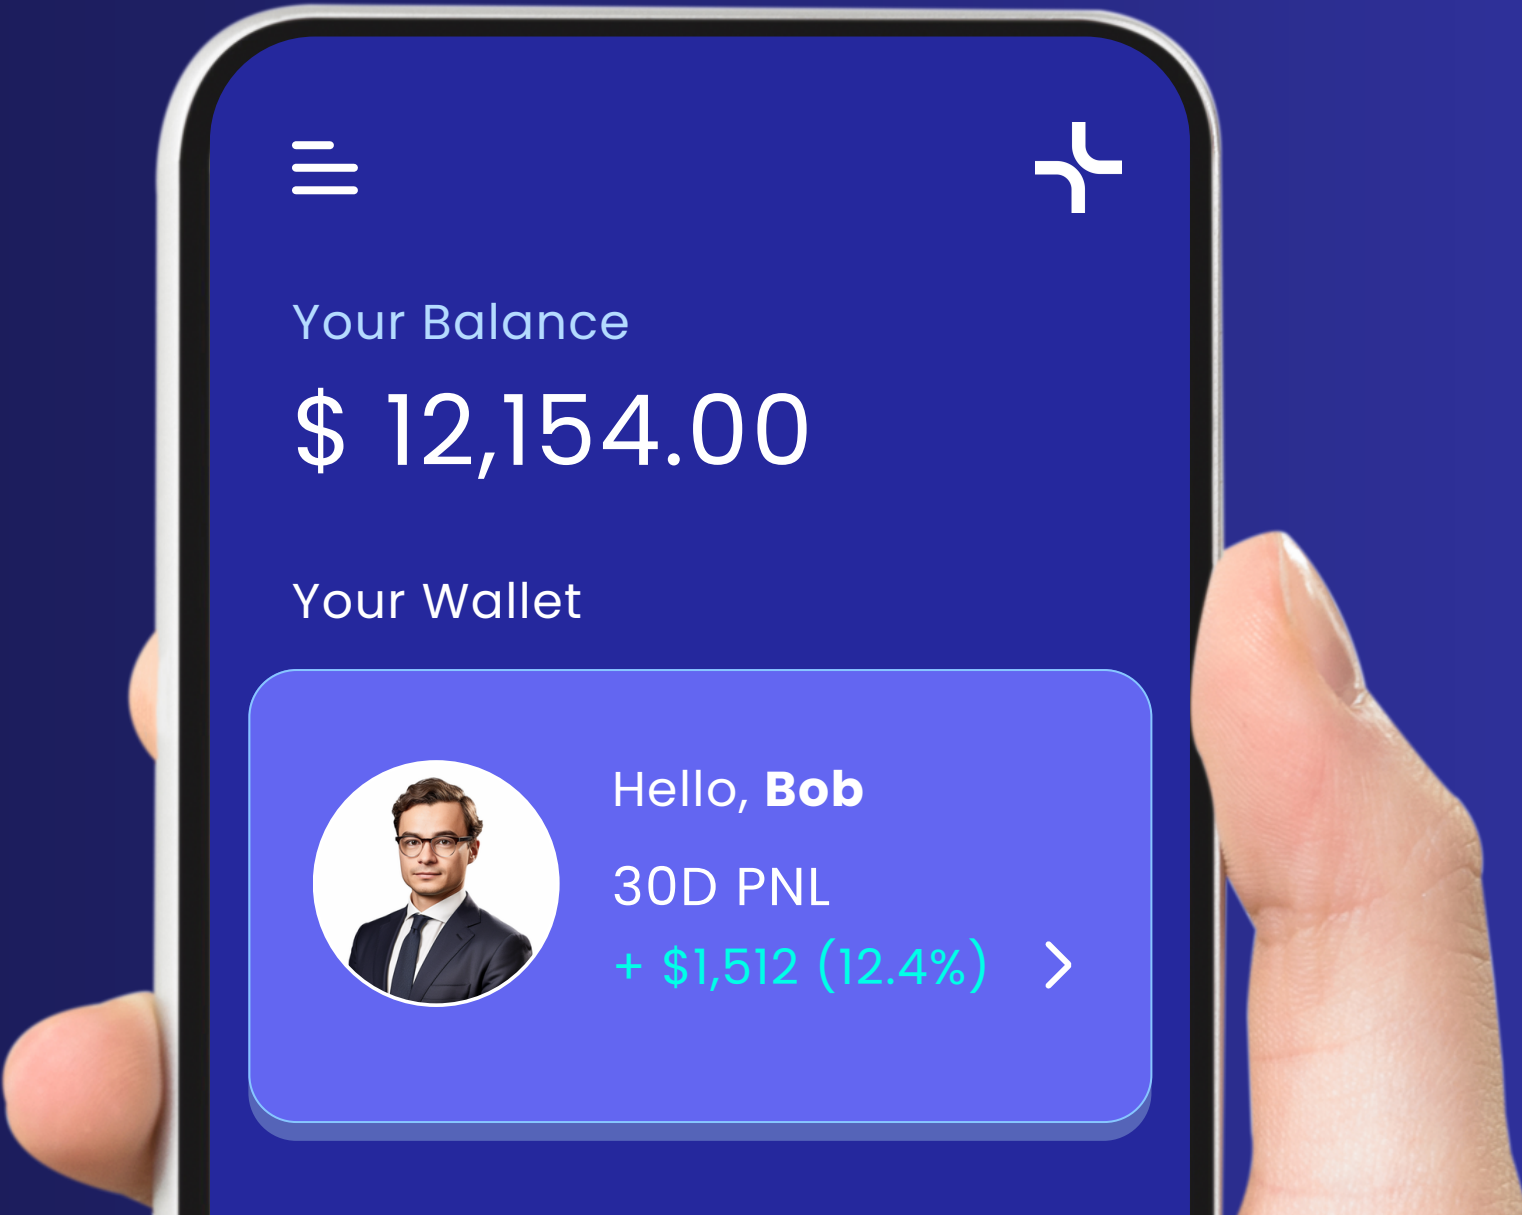 Your Balance
$ 12,154.00
Your Wallet
Hello, Bob
30D PNL
+ $1,512 (12.4%)